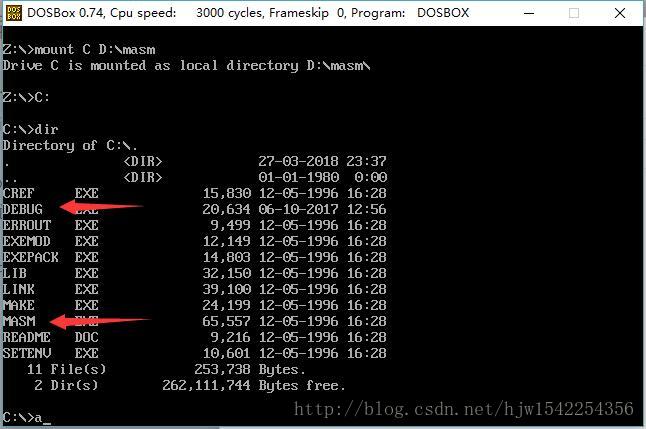 DOS
BOX
DOSBox 0.74, Cpu speed: 3000 cycles, Frameskip 0, Program: DOSBOX
Z:\>mount C D:\masm
Drive C is mounted as local directory D:\masm\
Z:\>C:
C:\>dir
Directory of C:\.
. <DIR> 27-03-2018 23:37
.. <DIR> 01-01-1980 0:00
CREF EXE 15,830 12-05-1996 16:28
DEBUG EXE 20,634 06-10-2017 12:56
ERROUT EXE 9,499 12-05-1996 16:28
EXEMOD EXE 12,149 12-05-1996 16:28
EXEPACK EXE 14,803 12-05-1996 16:28
LIB EXE 32,150 12-05-1996 16:28
LINK EXE 39,100 12-05-1996 16:28
MAKE EXE 24,199 12-05-1996 16:28
MASM EXE 65,557 12-05-1996 16:28
README DOC 9,216 12-05-1996 16:28
SETENV EXE 10,601 12-05-1996 16:28
11 File(s) 253,738 Bytes.
2 Dir(s) 262,111,744 Bytes free.
C:\>a_
http://blog.csdn.net/hjw1542254356